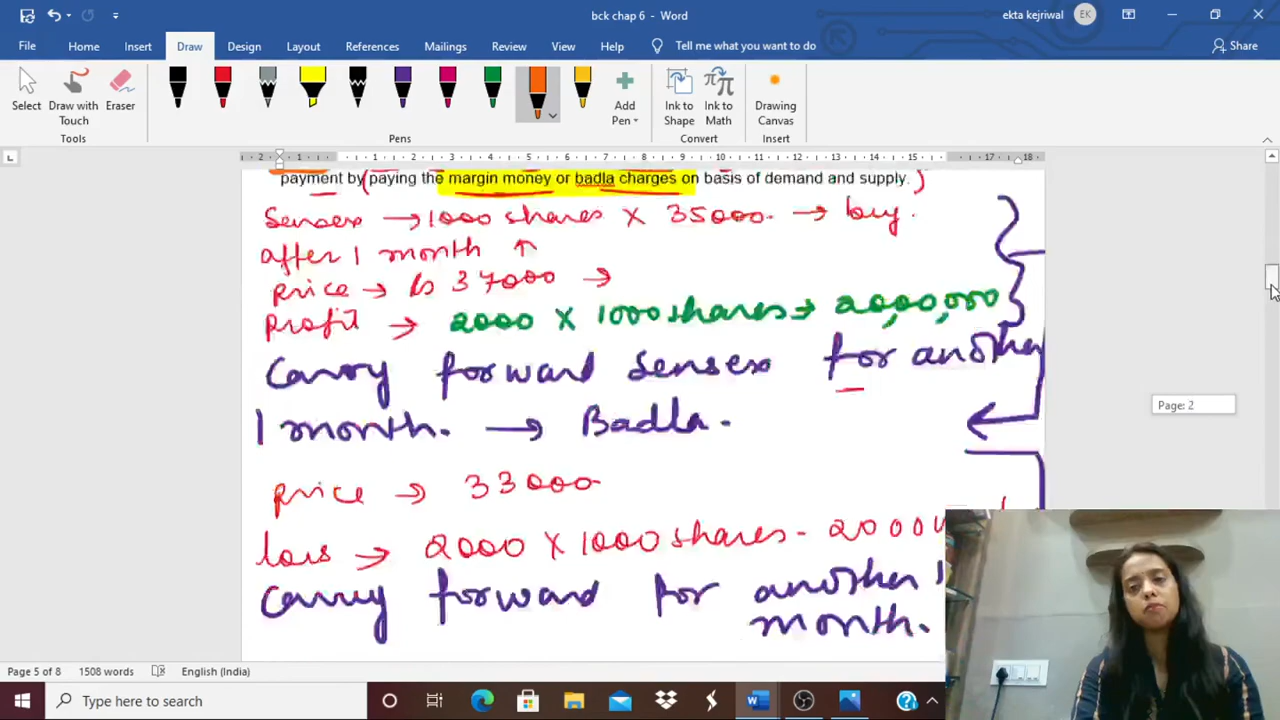 bck chap 6 - Word
ekta kejriwal EK
File Home Insert Draw Design Layout References Mailings Review View Help Tell me what you want to do Share
Select Draw with Touch Eraser Add Pen Ink to Shape Ink to Math Drawing Canvas
Tools Pens Convert Insert
payment by (paying the margin money or badla charges on basis of demand and supply.)
Sensex → 1000 shares X 35000. → buy.
after 1 month ↑
price → Rs 37000 →
Profit → 2000 X 1000 shares → 20,00,000
Carry forward Sensex for another
1 month. → Badla.
Page: 2
price → 33000
loss → 2000 X 1000 shares -
Carry forward for another 1
month.
Page 5 of 8 1508 words English (India)
Type here to search